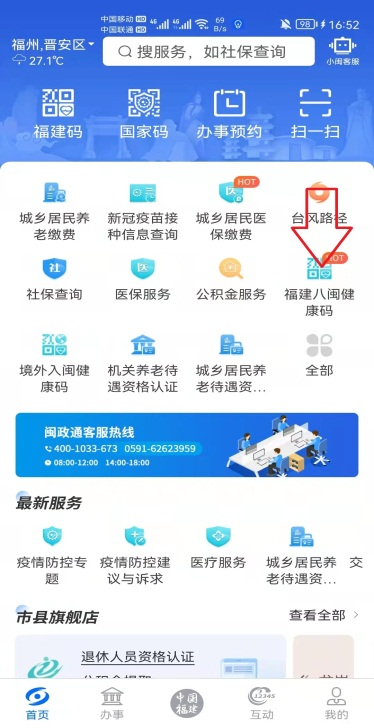 中国移动 HD 4G 4G 69 98 16:52
中国联通 HD B/s
福州,晋安区
27.1℃
搜服务，如社保查询
小闽客服
福建码 国家码 办事预约 扫一扫
HOT
城乡居民养 新冠疫苗接 城乡居民医 台风路径
老缴费 种信息查询 保缴费
HOT
社保查询 医保服务 公积金服务 福建八闽健
康码
境外入闽健 机关养老待 城乡居民养 全部
康码 遇资格认证 老待遇资...
闽政通客服热线
400-1033-673 0591-62623959
08:00-12:00 14:00-18:00
最新服务
疫情防控专 疫情防控建 医疗服务 城乡居民养 交
题 议与诉求 老待遇资...
市县旗舰店 查看全部
退休人员资格认证
首页 办事 中国福建 12345 互动 我的